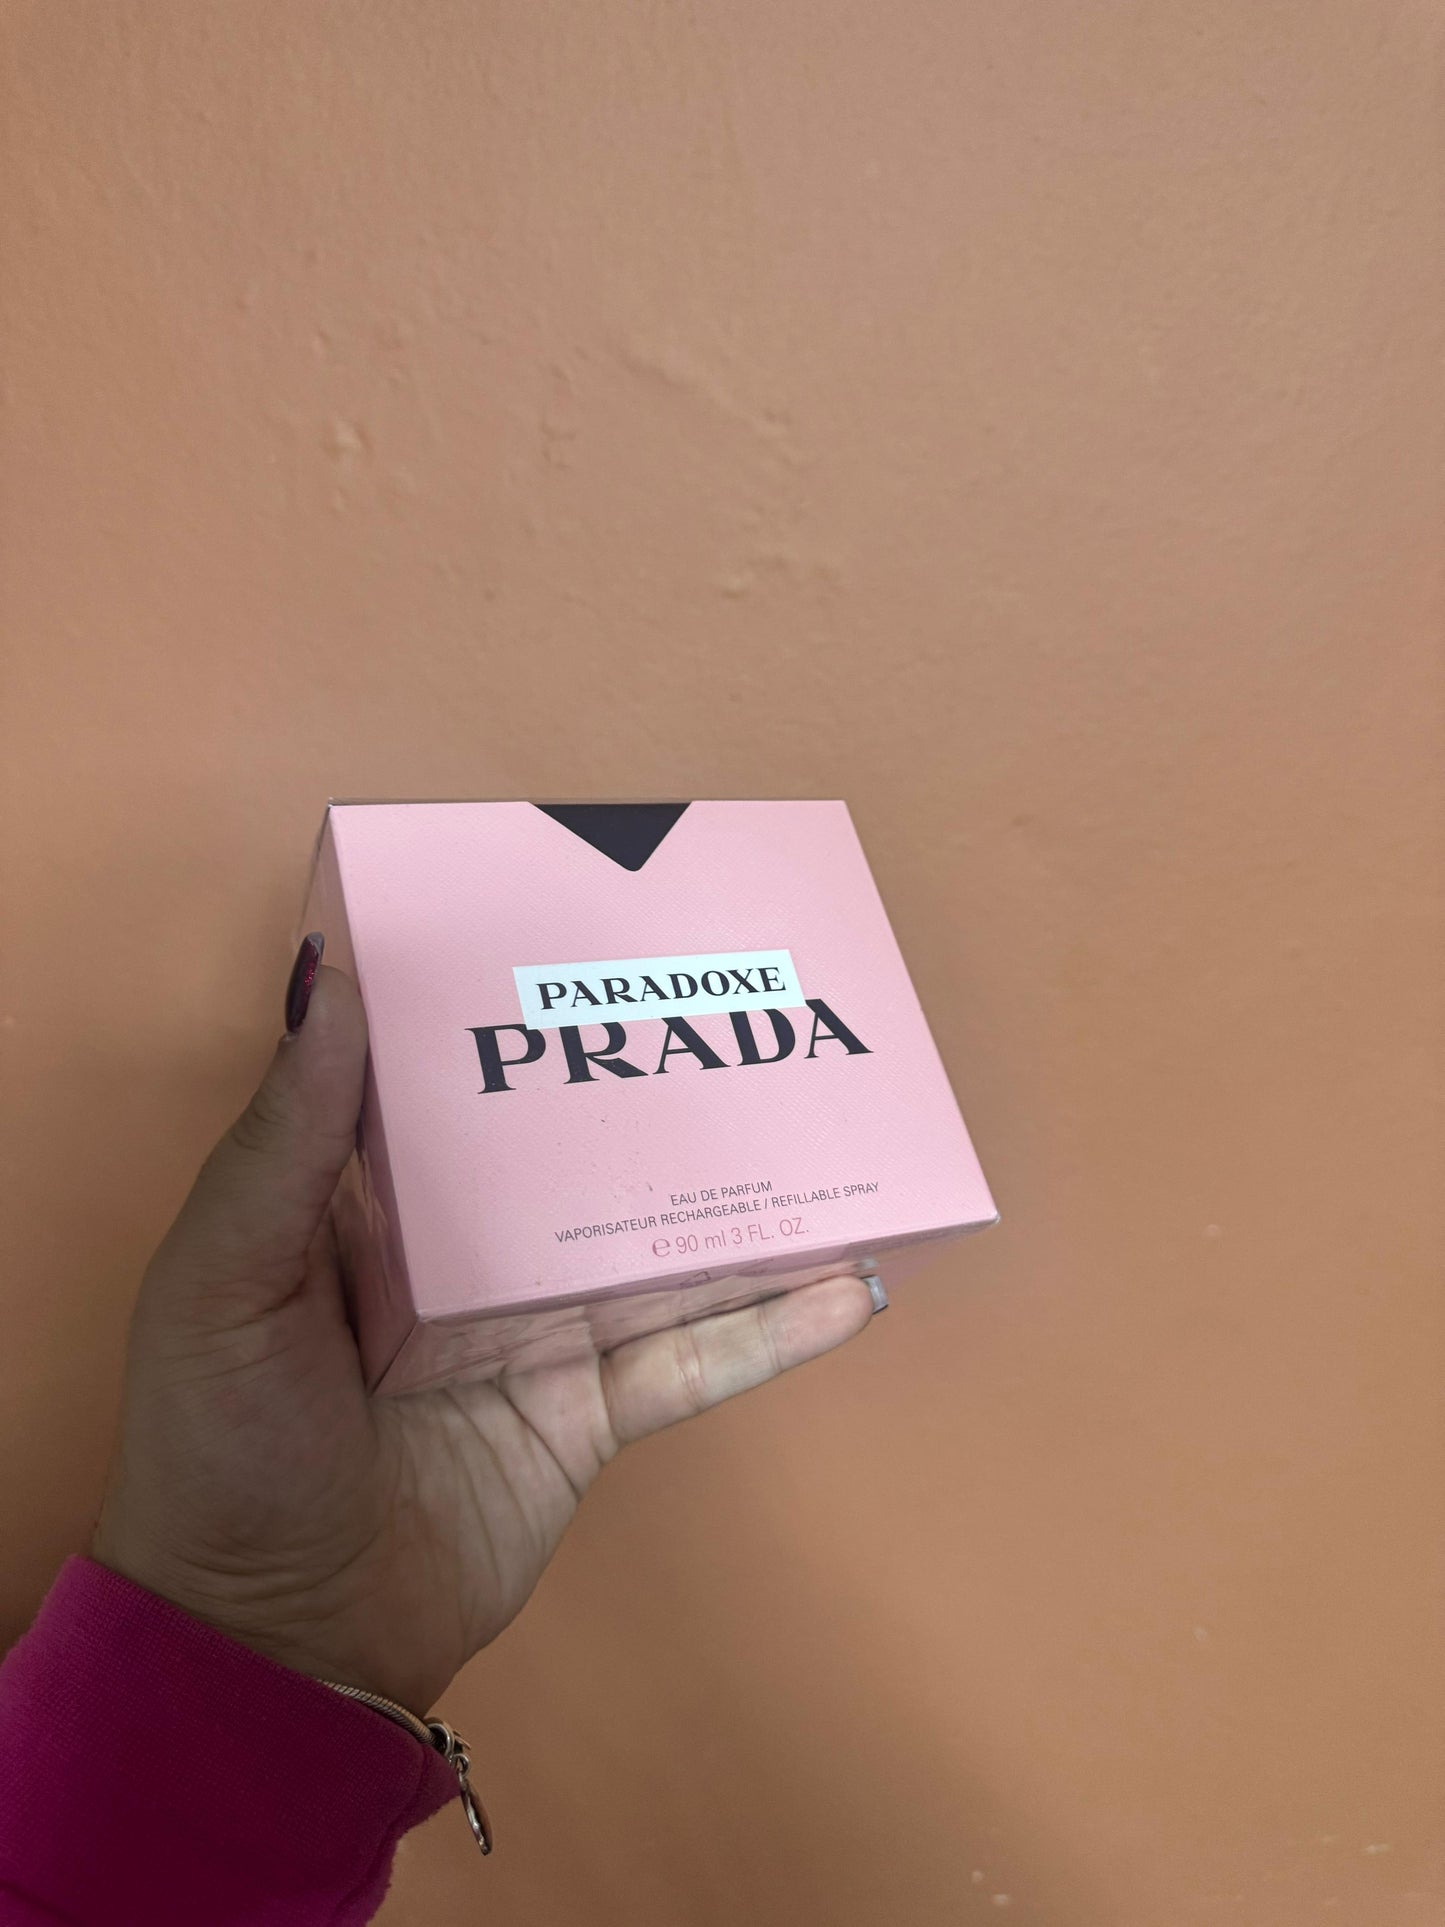 PARADOXE
PRADA
EAU DE PARFUM
VAPORISATEUR RECHARGEABLE / REFILLABLE SPRAY
℮ 90 ml 3 FL. OZ.